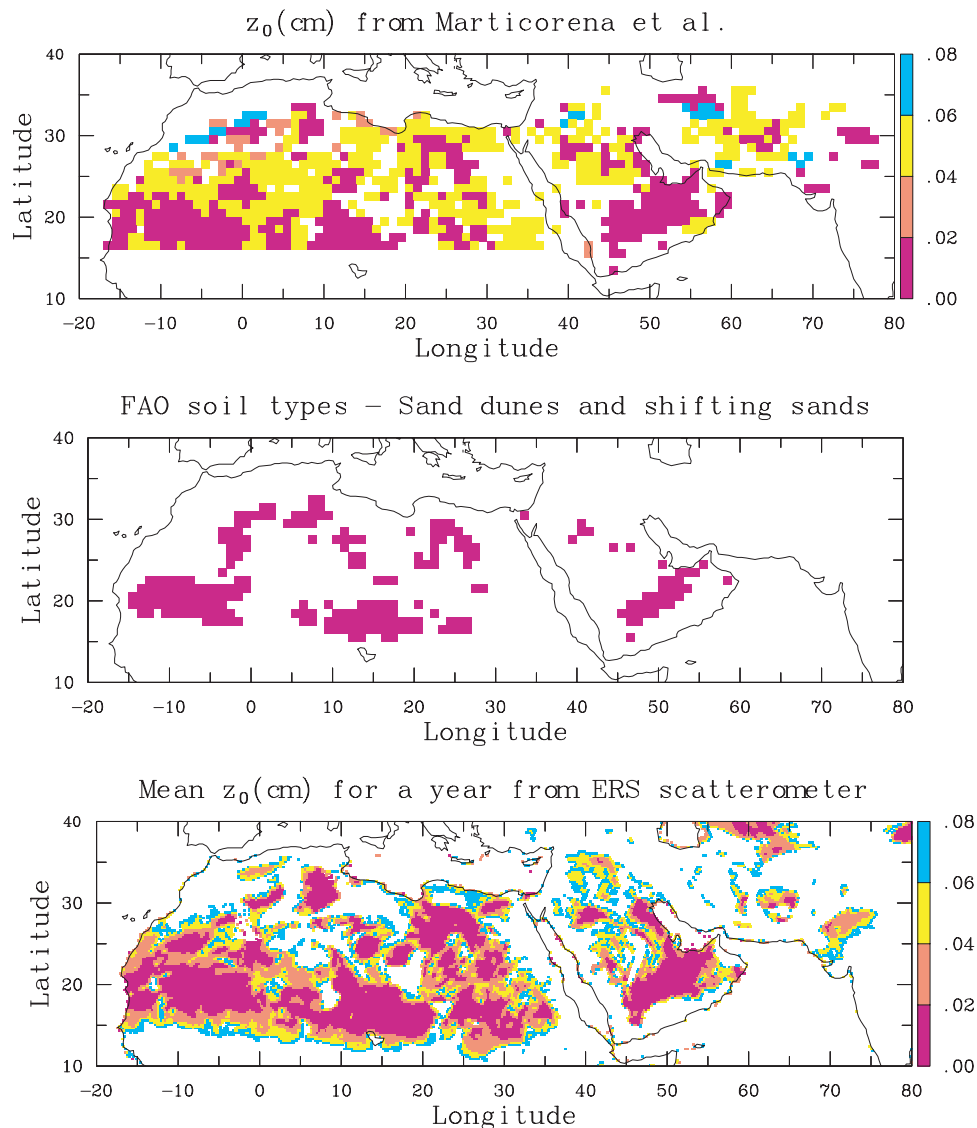 z₀(cm) from Marticorena et al.
40
30
20
10
Latitude
−20 −10 0 10 20 30 40 50 60 70 80
Longitude
.08
.06
.04
.02
.00
FAO soil types − Sand dunes and shifting sands
40
30
20
10
Latitude
−20 −10 0 10 20 30 40 50 60 70 80
Longitude
Mean z₀(cm) for a year from ERS scatterometer
40
30
20
10
Latitude
−20 −10 0 10 20 30 40 50 60 70 80
Longitude
.08
.06
.04
.02
.00